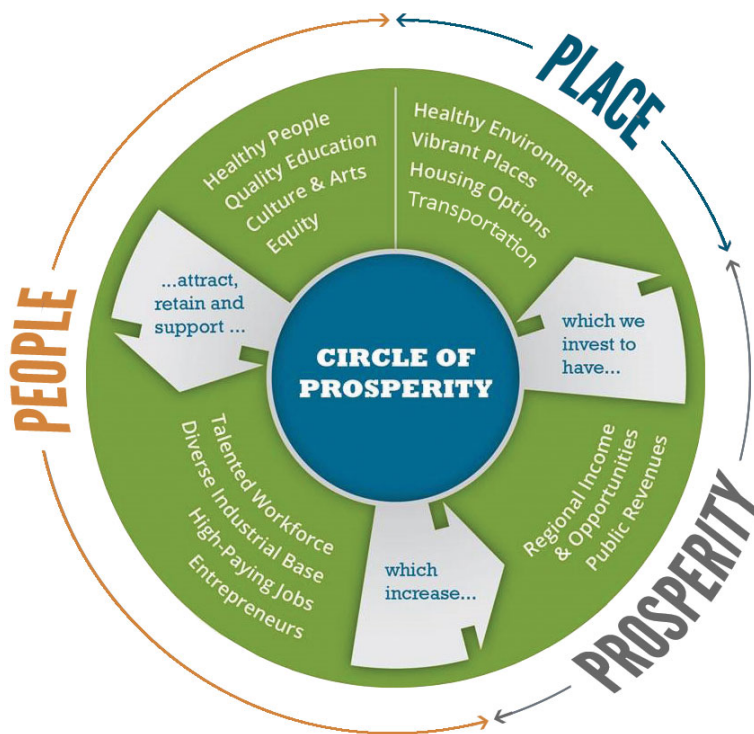 PLACE
Healthy Environment
Vibrant Places
Housing Options
Transportation
which we
invest to
have...
PROSPERITY
Regional Income
& Opportunities
Public Revenues
which
increase...
Talented Workforce
Diverse Industrial Base
High-Paying Jobs
Entrepreneurs
PEOPLE
...attract,
retain and
support ...
Healthy People
Quality Education
Culture & Arts
Equity
CIRCLE OF
PROSPERITY